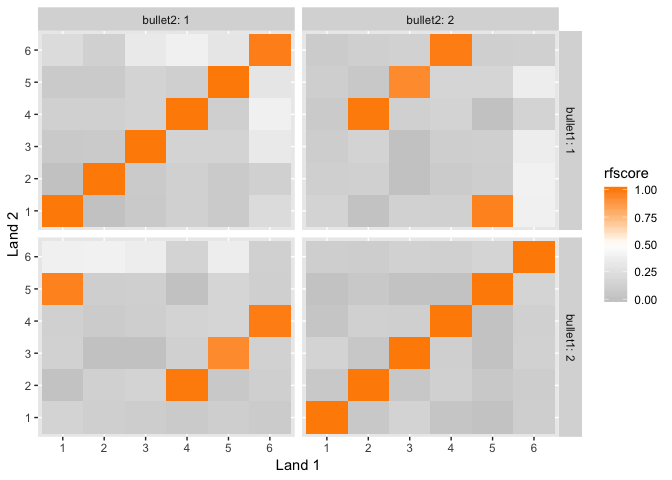 bullet2: 1
bullet2: 2
6
5
4
3
2
1
bullet1: 1
Land 2
6
5
4
3
2
1
bullet1: 2
1 2 3 4 5 6
1 2 3 4 5 6
Land 1
rfscore
1.00
0.75
0.50
0.25
0.00